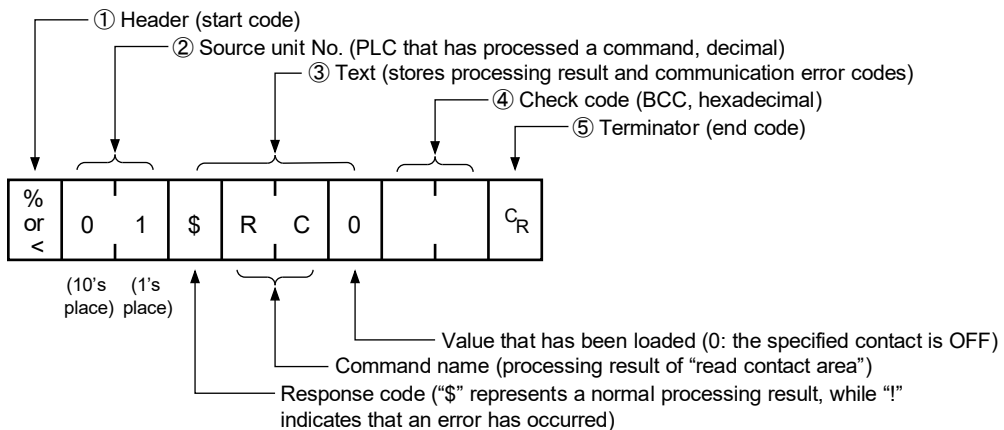 ① Header (start code)
② Source unit No. (PLC that has processed a command, decimal)
③ Text (stores processing result and communication error codes)
④ Check code (BCC, hexadecimal)
⑤ Terminator (end code)
%
or
<
0 1 $ R C 0 CR
(10's place) (1's place)
Value that has been loaded (0: the specified contact is OFF)
Command name (processing result of “read contact area”)
Response code (“$” represents a normal processing result, while “!”
indicates that an error has occurred)